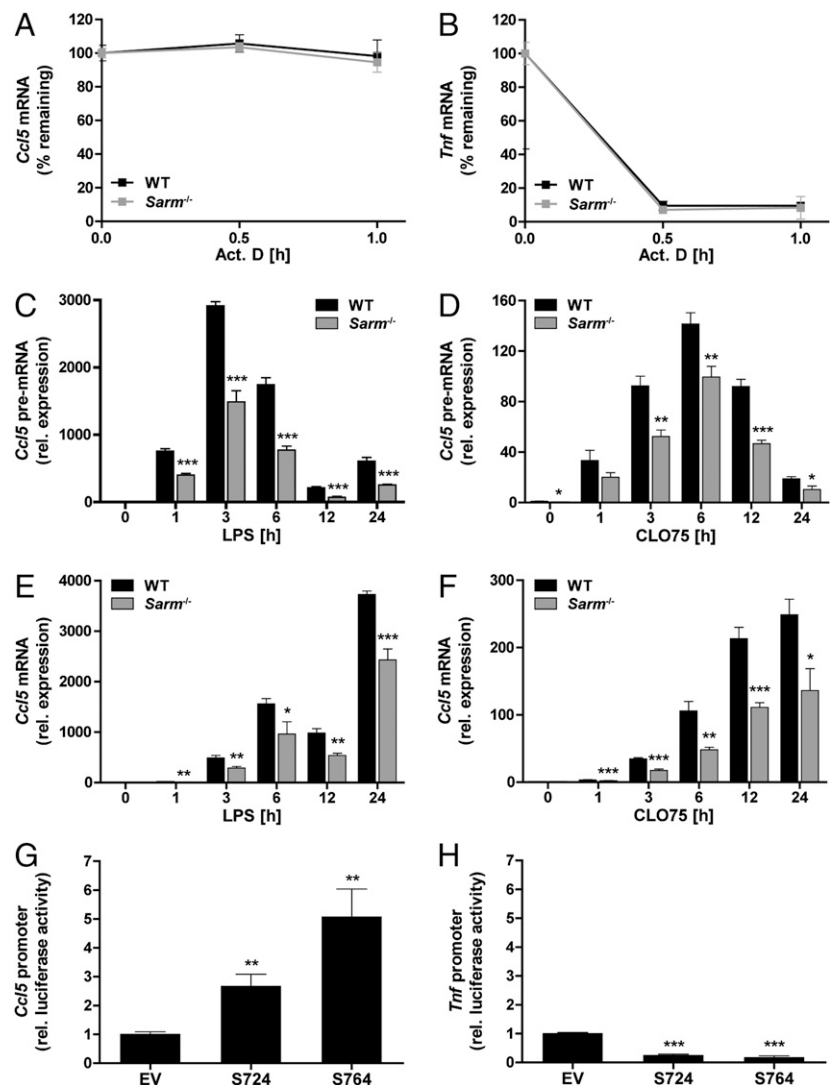 A
Ccl5 mRNA
(% remaining)
120
100
80
60
40
20
0
WT
Sarm-/-
0.0
0.5
1.0
Act. D [h]
B
Tnf mRNA
(% remaining)
120
100
80
60
40
20
0
WT
Sarm-/-
0.0
0.5
1.0
Act. D [h]
C
Ccl5 pre-mRNA
(rel. expression)
3000
2000
1000
0
WT
Sarm-/-
***
***
***
***
***
0
1
3
6
12
24
LPS [h]
D
Ccl5 pre-mRNA
(rel. expression)
160
120
80
40
0
WT
Sarm-/-
*
**
**
***
*
0
1
3
6
12
24
CLO75 [h]
E
Ccl5 mRNA
(rel. expression)
4000
3000
2000
1000
0
WT
Sarm-/-
**
**
*
**
***
0
1
3
6
12
24
LPS [h]
F
Ccl5 mRNA
(rel. expression)
300
200
100
0
WT
Sarm-/-
***
***
**
***
*
0
1
3
6
12
24
CLO75 [h]
G
Ccl5 promoter
(rel. luciferase activity)
7
6
5
4
3
2
1
0
**
**
EV
S724
S764
H
Tnf promoter
(rel. luciferase activity)
7
6
5
4
3
2
1
0
***
***
EV
S724
S764